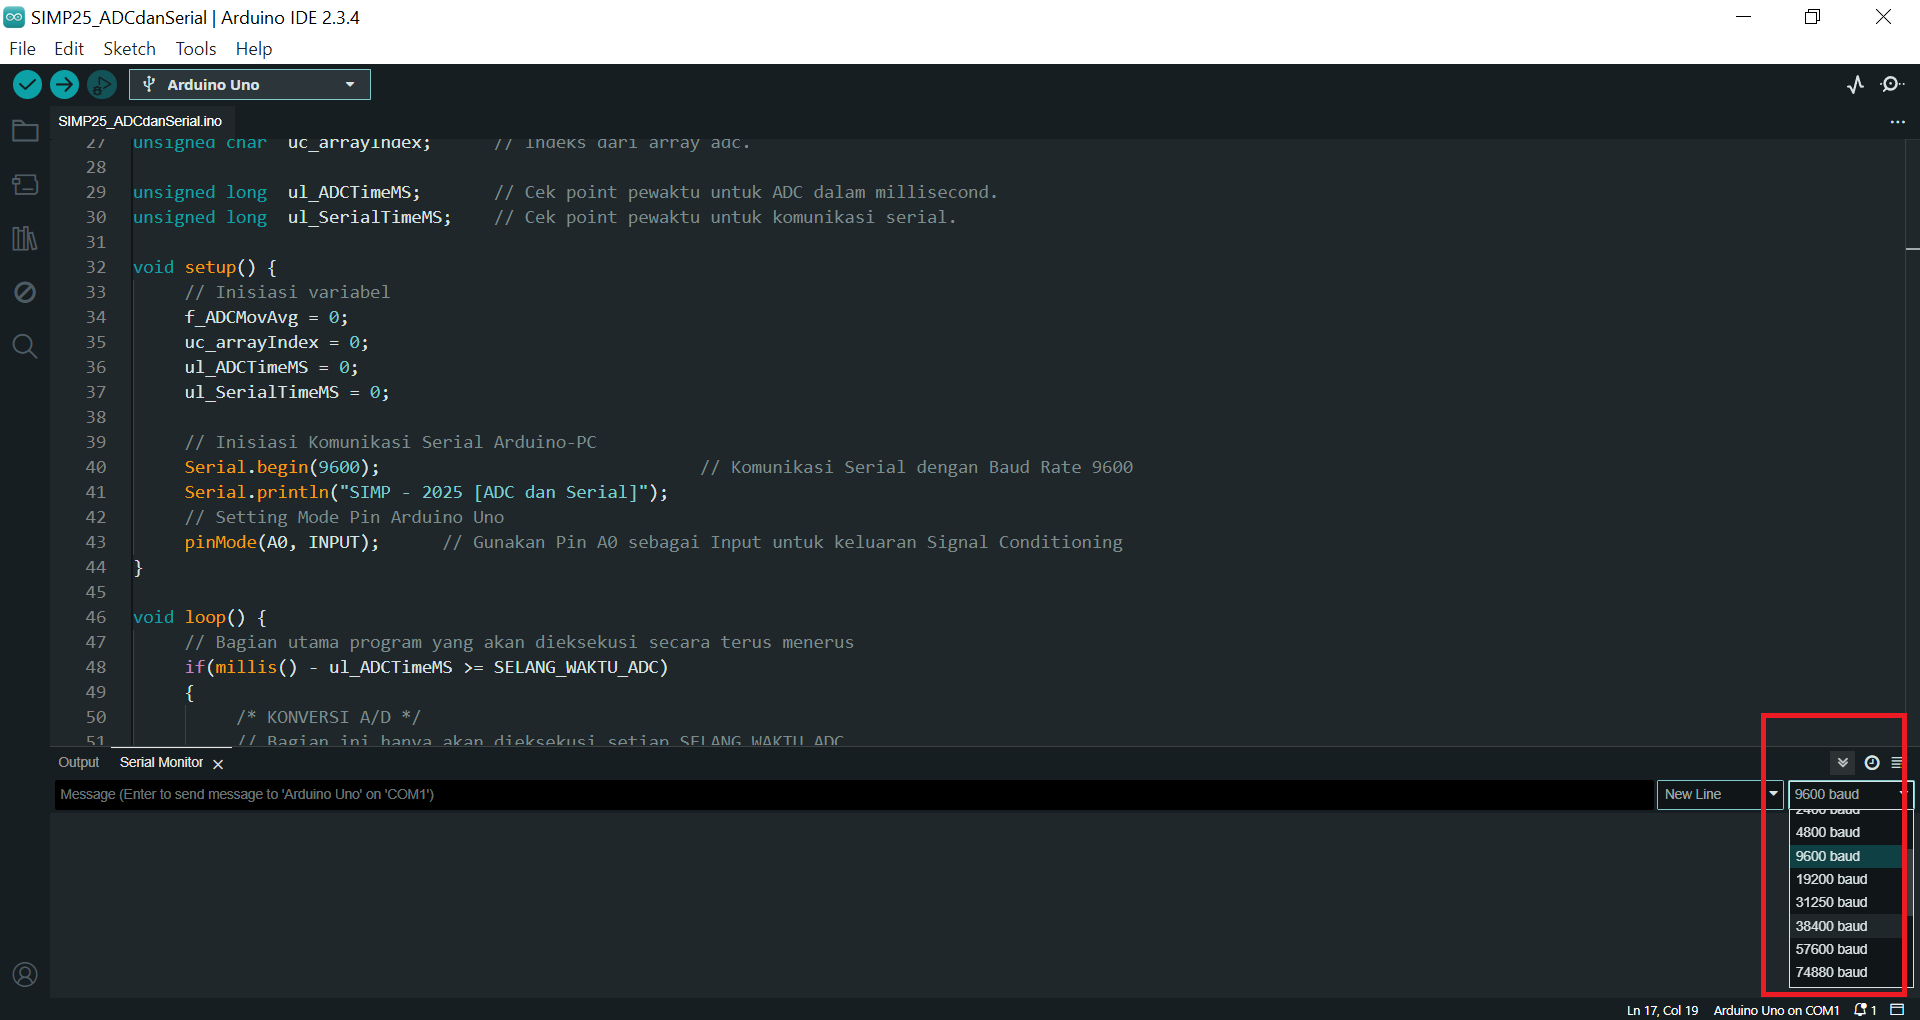 SIMP25_ADCdanSerial | Arduino IDE 2.3.4
File Edit Sketch Tools Help
Arduino Uno
SIMP25_ADCdanSerial.ino
27 unsigned char uc_arrayIndex; // Indeks dari array adc.
28
29 unsigned long ul_ADCTimeMS; // Cek point pewaktu untuk ADC dalam millisecond.
30 unsigned long ul_SerialTimeMS; // Cek point pewaktu untuk komunikasi serial.
31
32 void setup() {
33 // Inisiasi variabel
34 f_ADCMovAvg = 0;
35 uc_arrayIndex = 0;
36 ul_ADCTimeMS = 0;
37 ul_SerialTimeMS = 0;
38
39 // Inisiasi Komunikasi Serial Arduino-PC
40 Serial.begin(9600); // Komunikasi Serial dengan Baud Rate 9600
41 Serial.println("SIMP - 2025 [ADC dan Serial]");
42 // Setting Mode Pin Arduino Uno
43 pinMode(A0, INPUT); // Gunakan Pin A0 sebagai Input untuk keluaran Signal Conditioning
44 }
45
46 void loop() {
47 // Bagian utama program yang akan dieksekusi secara terus menerus
48 if(millis() - ul_ADCTimeMS >= SELANG_WAKTU_ADC)
49 {
50 /* KONVERSI A/D */
51 // Bagian ini hanya akan dieksekusi setiap SELANG_WAKTU_ADC
Output Serial Monitor
Message (Enter to send message to 'Arduino Uno' on 'COM1')
New Line
9600 baud
2400 baud
4800 baud
9600 baud
19200 baud
31250 baud
38400 baud
57600 baud
74880 baud
Ln 17, Col 19 Arduino Uno on COM1 1